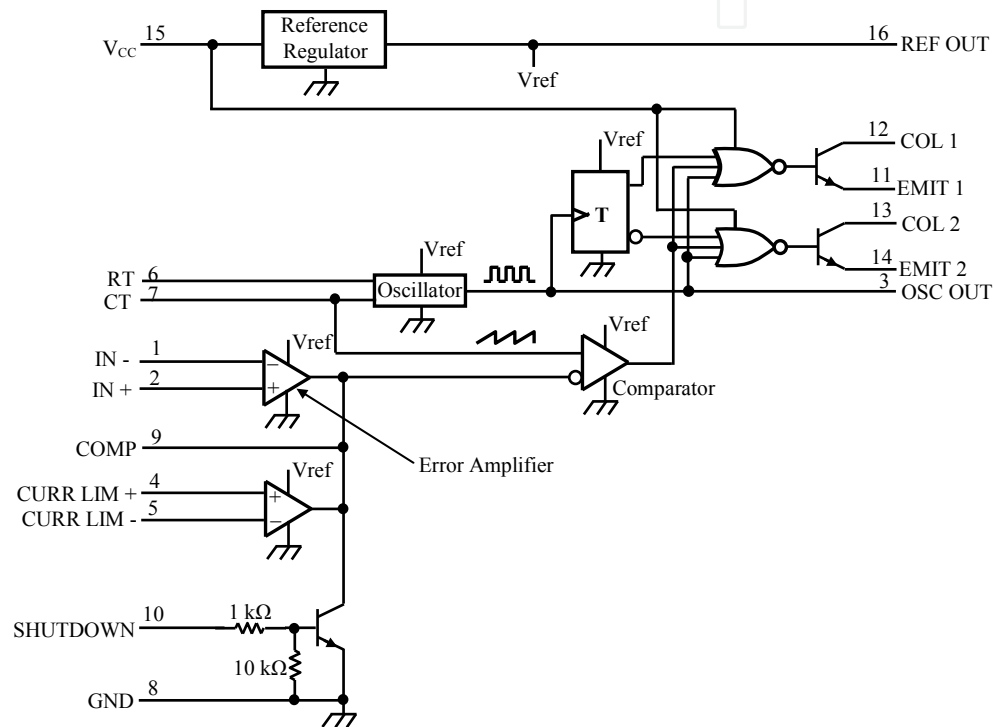 VCC 15
Reference
Regulator
16 REF OUT
Vref
12 COL 1
11 EMIT 1
Vref
T
13 COL 2
14 EMIT 2
3 OSC OUT
Vref
RT 6
CT 7
Oscillator
Vref
IN - 1
IN + 2
Vref
Comparator
COMP 9
Error Amplifier
Vref
CURR LIM + 4
CURR LIM - 5
SHUTDOWN 10
1 kΩ
10 kΩ
GND 8
− +
+ −